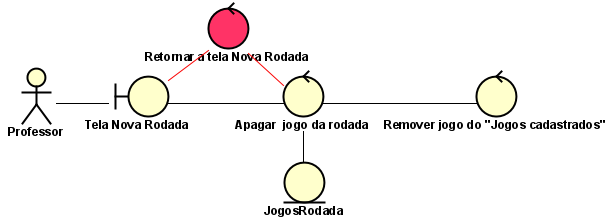 Retornar a tela Nova Rodada
Professor
Tela Nova Rodada
Apagar jogo da rodada
Remover jogo do "Jogos cadastrados"
JogosRodada